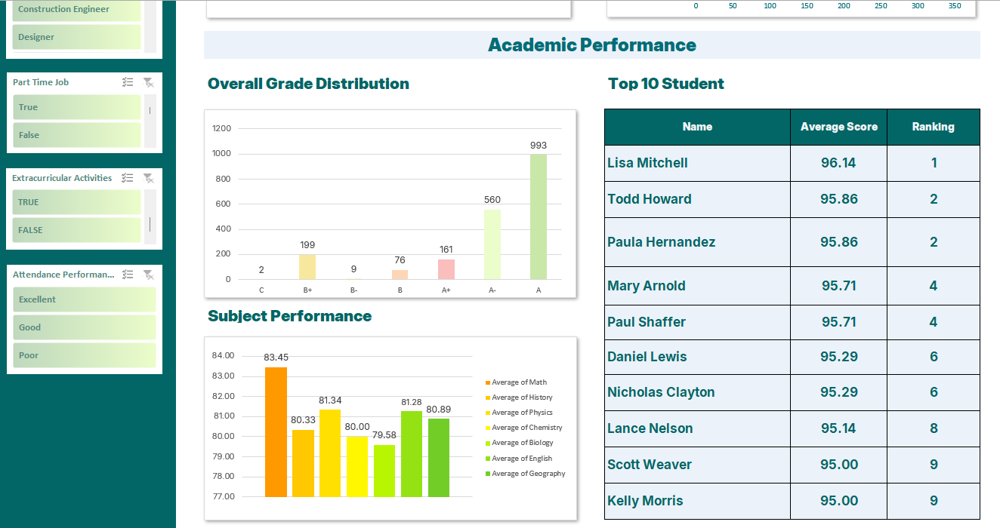 Construction Engineer
Designer
Part Time Job
True
False
Extracurricular Activities
TRUE
FALSE
Attendance Performan...
Excellent
Good
Poor
0 50 100 150 200 250 300 350
Academic Performance
Overall Grade Distribution
1200
1000
800
600
400
200
0
2
199
9
76
161
560
993
C B+ B- B A+ A- A
Subject Performance
84.00
83.00
82.00
81.00
80.00
79.00
78.00
77.00
83.45
80.33
81.34
80.00
79.58
81.28
80.89
Average of Math
Average of History
Average of Physics
Average of Chemistry
Average of Biology
Average of English
Average of Geography
Top 10 Student
Name Average Score Ranking
Lisa Mitchell 96.14 1
Todd Howard 95.86 2
Paula Hernandez 95.86 2
Mary Arnold 95.71 4
Paul Shaffer 95.71 4
Daniel Lewis 95.29 6
Nicholas Clayton 95.29 6
Lance Nelson 95.14 8
Scott Weaver 95.00 9
Kelly Morris 95.00 9